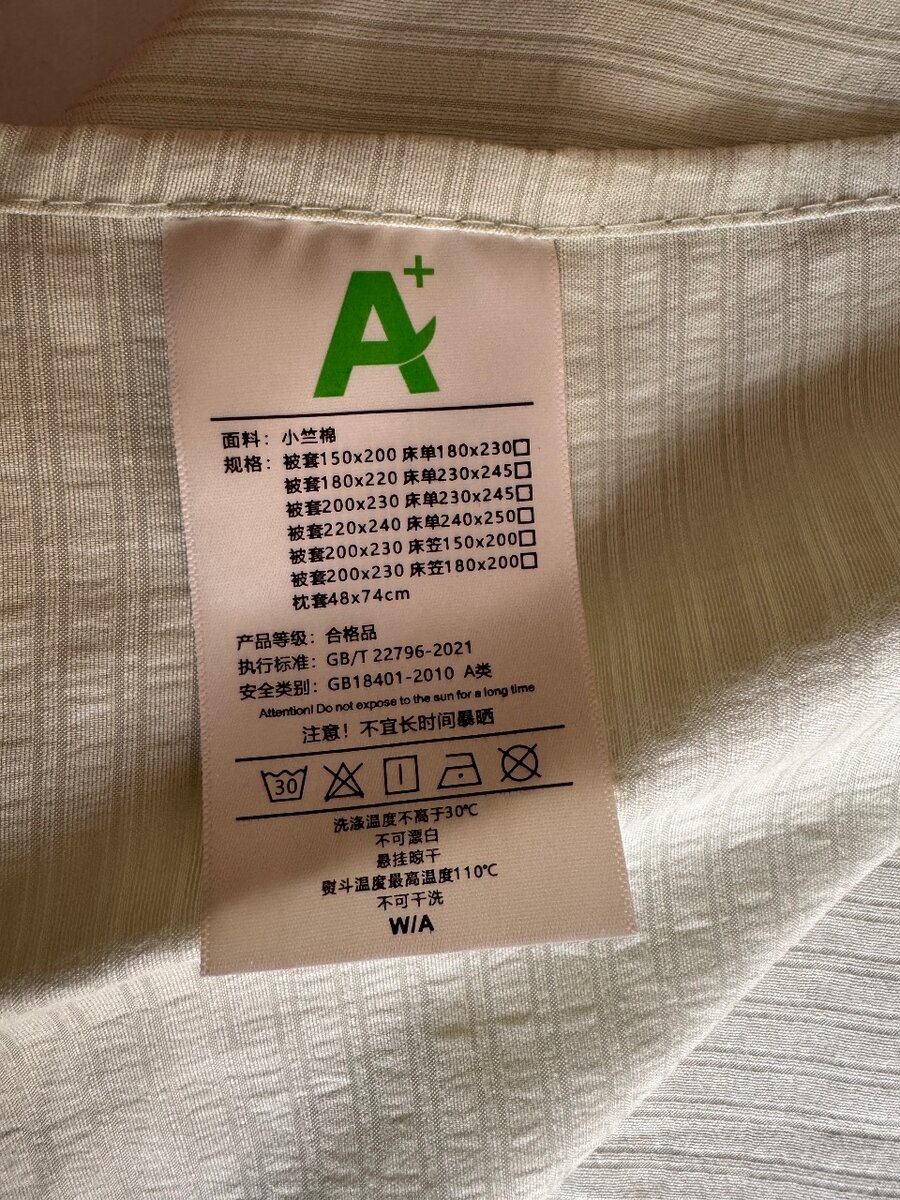 A+
面料：小竺棉
规格：被套150x200 床单180x230□
被套180x220 床单230x245□
被套200x230 床单230x245□
被套220x240 床单240x250□
被套200x230 床笠150x200□
被套200x230 床笠180x200□
枕套48x74cm
产品等级：合格品
执行标准：GB/T 22796-2021
安全类别：GB18401-2010 A类
Attention! Do not expose to the sun for a long time
注意！不宜长时间暴晒
30
洗涤温度不高于30℃
不可漂白
悬挂晾干
熨斗温度最高温度110℃
不可干洗
W/A